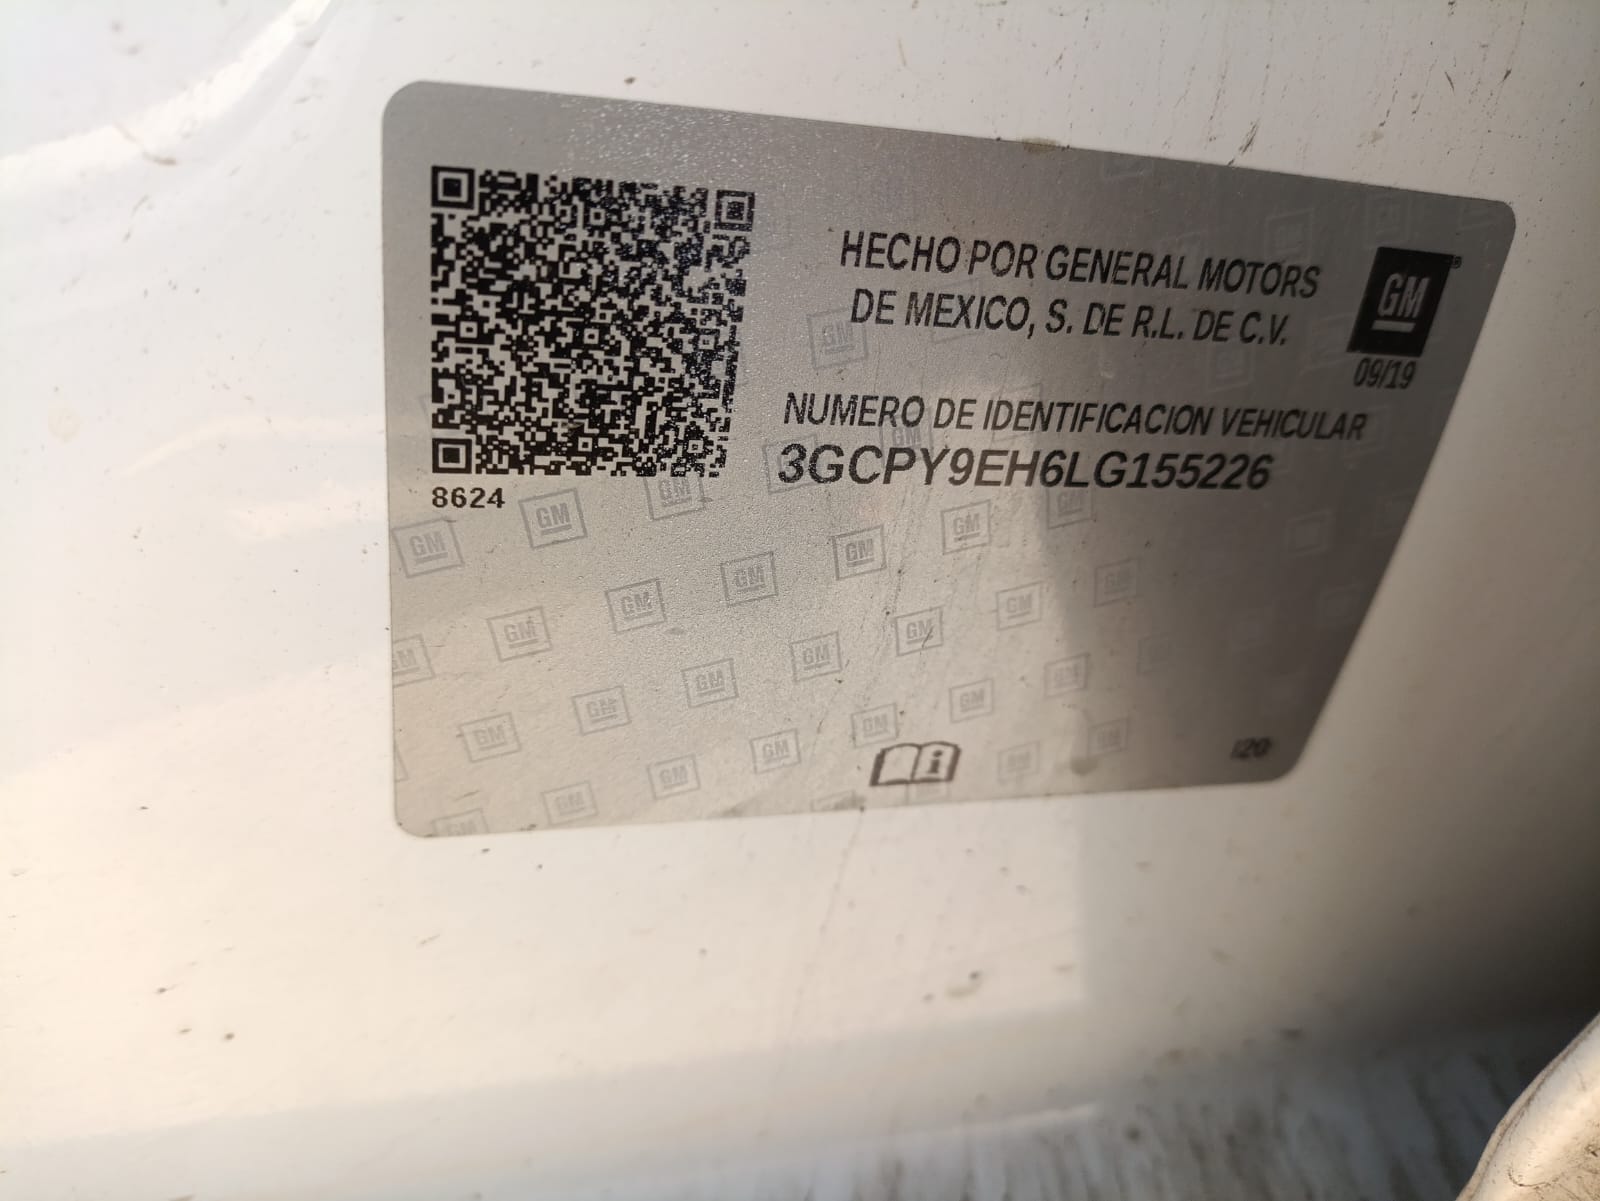 HECHO POR GENERAL MOTORS
DE MEXICO, S. DE R.L. DE C.V.
GM
09/19
NUMERO DE IDENTIFICACION VEHICULAR
3GCPY9EH6LG155226
8624